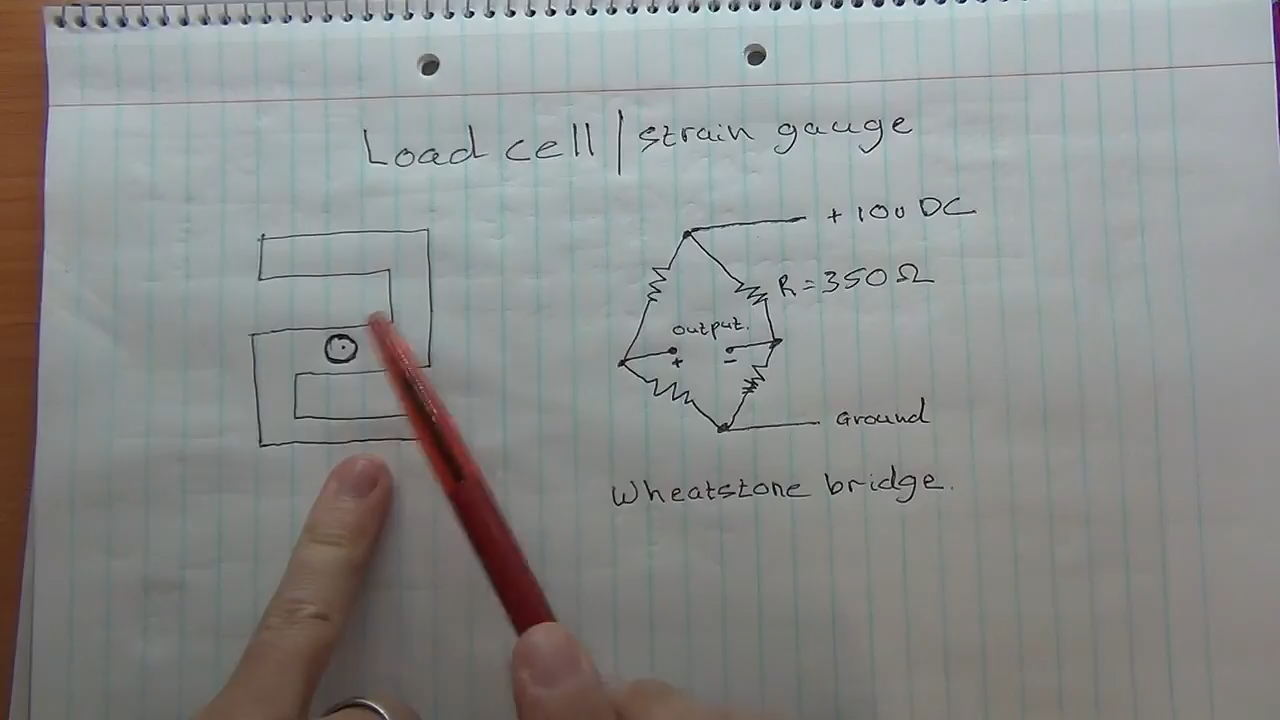 Load cell | strain gauge
+ 10v DC
R = 350 Ω
output.
+ -
Ground
Wheatstone bridge.